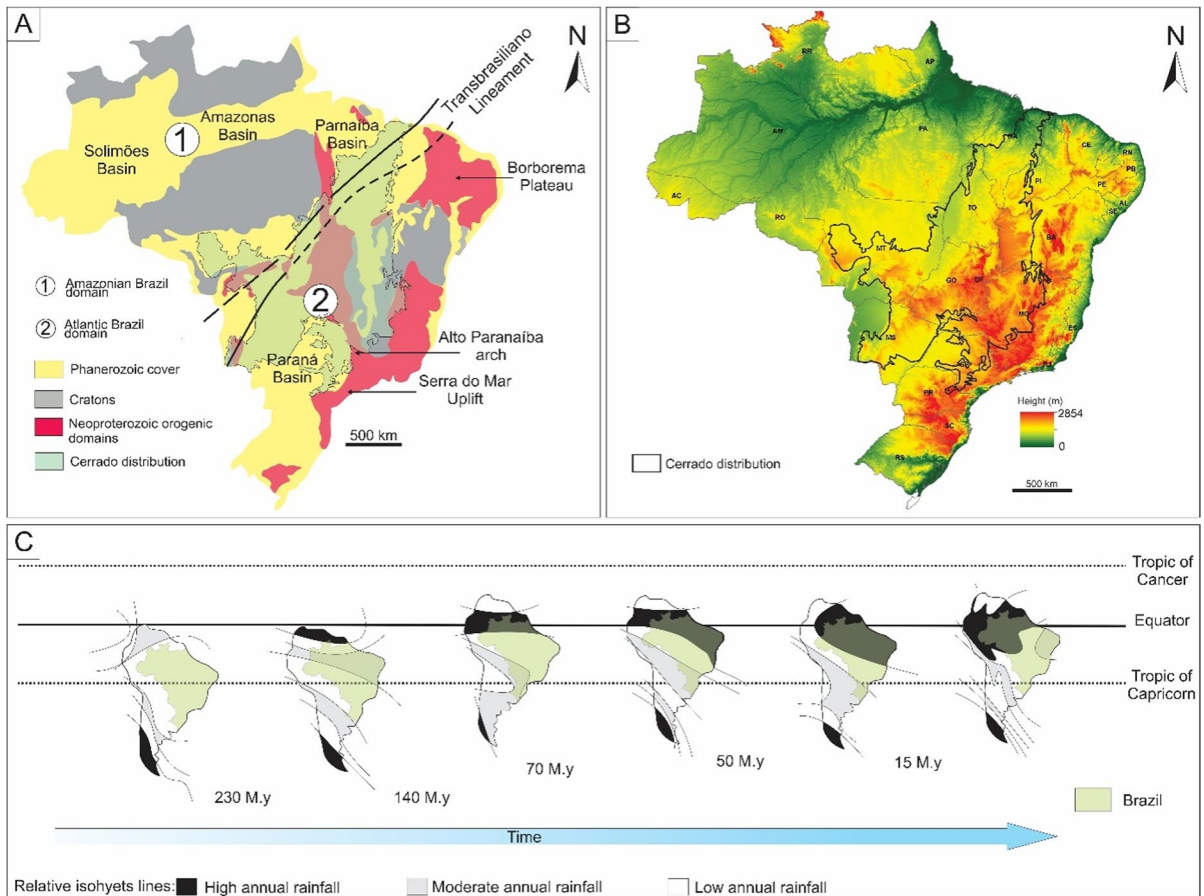 A
N
Transbrasiliano
Lineament
Amazonas
Basin
1
Parnaíba
Basin
Solimões
Basin
Borborema
Plateau
1 Amazonian Brazil
domain
2 Atlantic Brazil
domain
2
Alto Paranaíba
arch
Paraná
Basin
Serra do Mar
Uplift
Phanerozoic cover
Cratons
Neoproterozoic orogenic
domains
Cerrado distribution
500 km
B
N
RR
AP
AM
PA
MA
CE
RN
PB
PI
PE
AC
TO
AL
SE
RO
BA
MT
GO
DF
MG
ES
MS
RJ
PR
SC
RS
Height (m)
2854
0
Cerrado distribution
500 km
C
Tropic of
Cancer
Equator
Tropic of
Capricorn
230 M.y
140 M.y
70 M.y
50 M.y
15 M.y
Brazil
Time
Relative isohyets lines: High annual rainfall Moderate annual rainfall Low annual rainfall